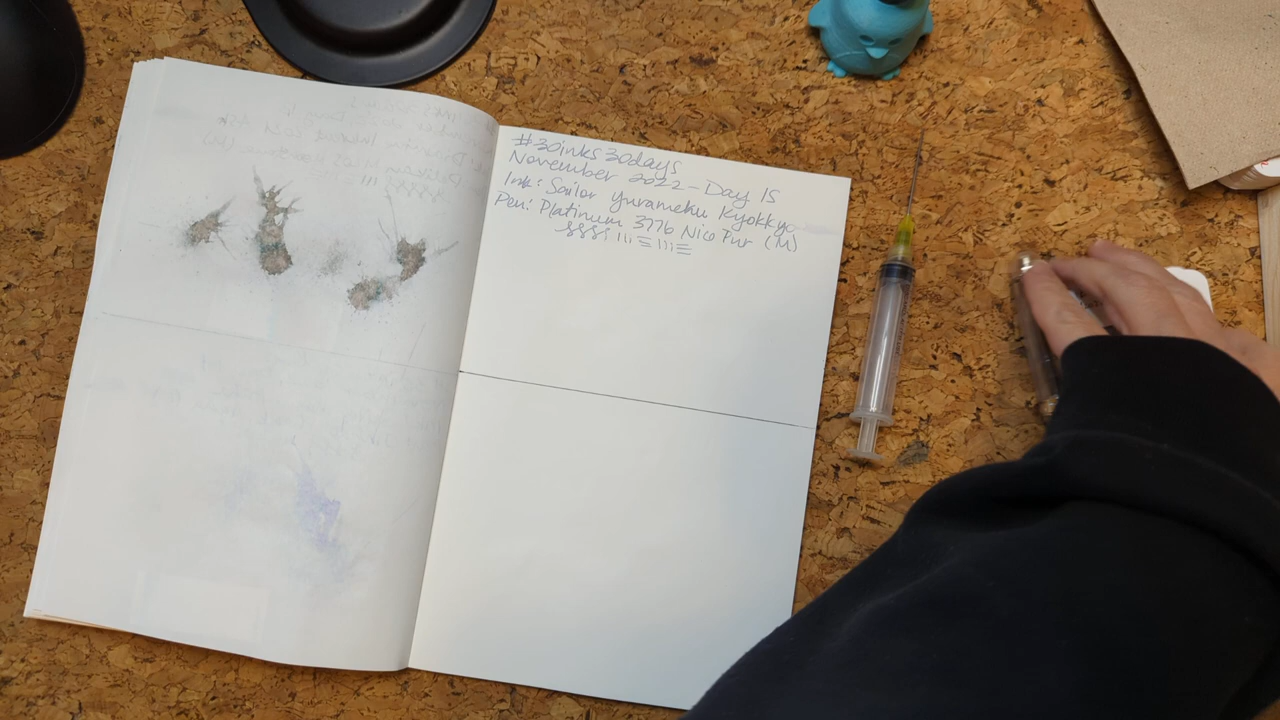 #30inks30days
November 2022 - Day 15
Ink: Sailor Yurameku Kyokkyo
Pen: Platinum 3776 Nice Pur (M)